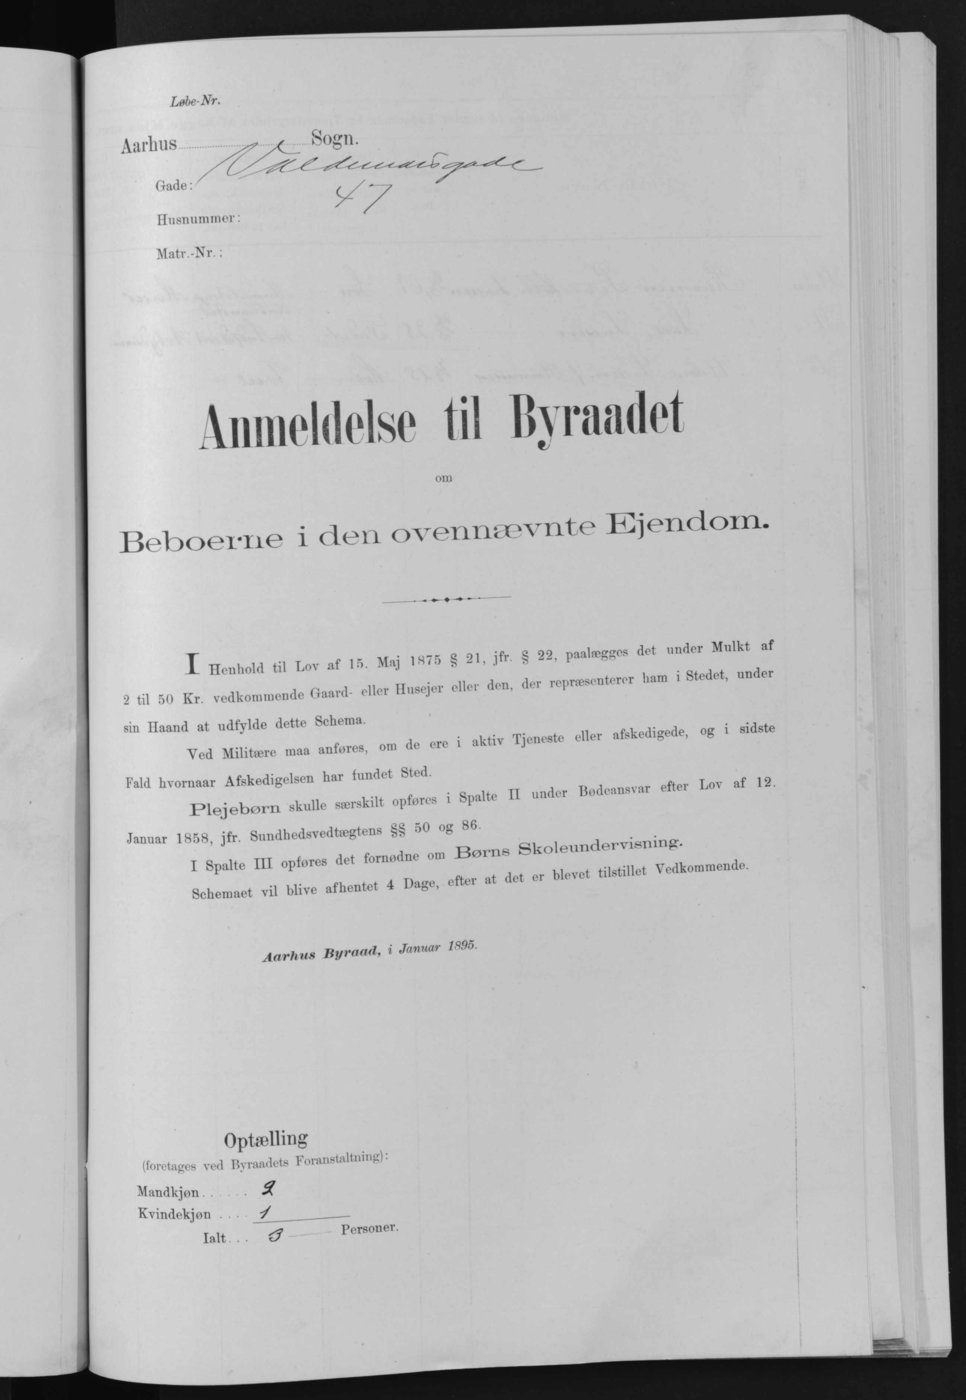 Løbe-Nr.
Aarhus Sogn.
Gade: Valdemarsgade
Husnummer: 47
Matr.-Nr.:
Anmeldelse til Byraadet
om
Beboerne i den ovennævnte Ejendom.
I Henhold til Lov af 15. Maj 1875 § 21, jfr. § 22, paalægges det under Mulkt af
2 til 50 Kr. vedkommende Gaard- eller Husejer eller den, der repræsenterer ham i Stedet, under
sin Haand at udfylde dette Schema.
Ved Militære maa anføres, om de ere i aktiv Tjeneste eller afskedigede, og i sidste
Fald hvornaar Afskedigelsen har fundet Sted.
Plejebørn skulle særskilt opføres i Spalte II under Bødeansvar efter Lov af 12.
Januar 1858, jfr. Sundhedsvedtægtens §§ 50 og 86.
I Spalte III opføres det fornødne om Børns Skoleundervisning.
Schemaet vil blive afhentet 4 Dage, efter at det er blevet tilstillet Vedkommende.
Aarhus Byraad, i Januar 1895.
Optælling
(foretages ved Byraadets Foranstaltning):
Mandkjøn...... 2
Kvindekjøn .... 1
Ialt... 3 Personer.